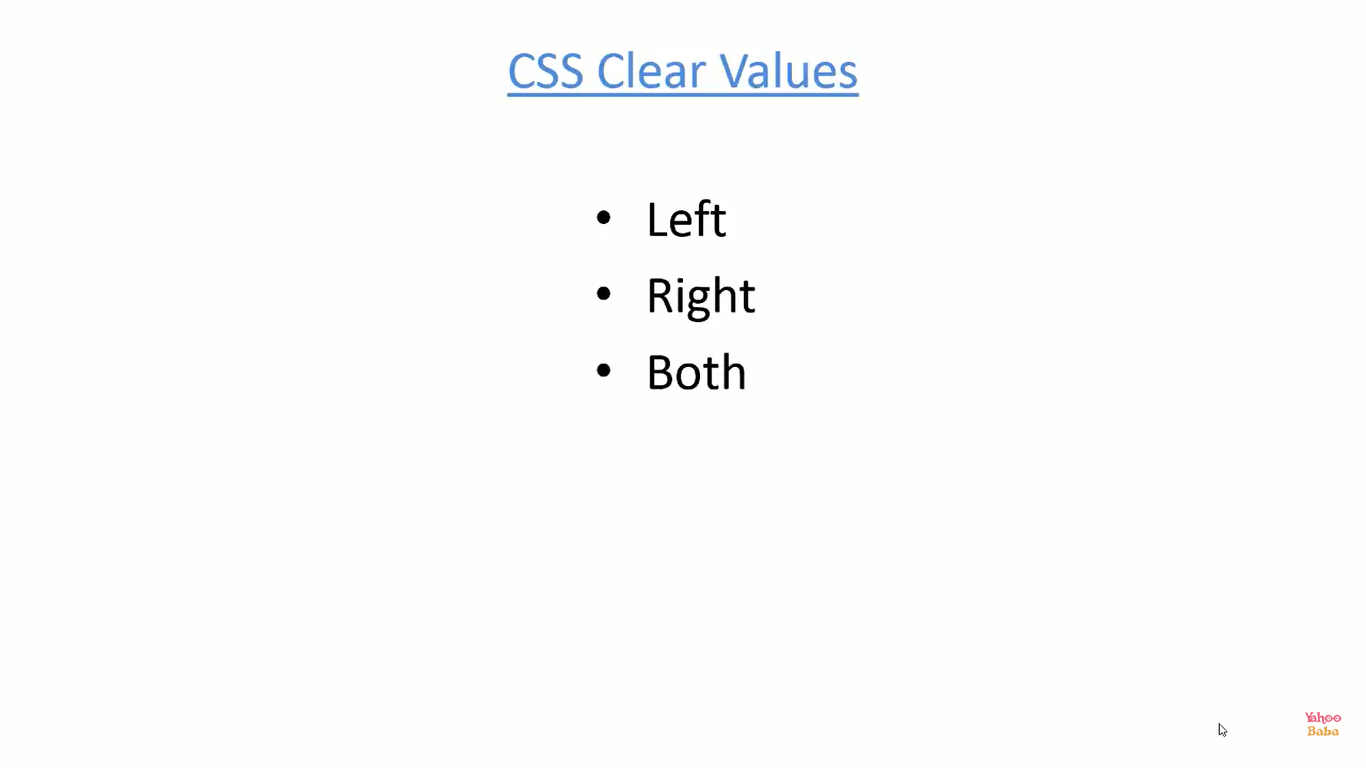 CSS Clear Values
• Left
• Right
• Both
Yahoo
Baba